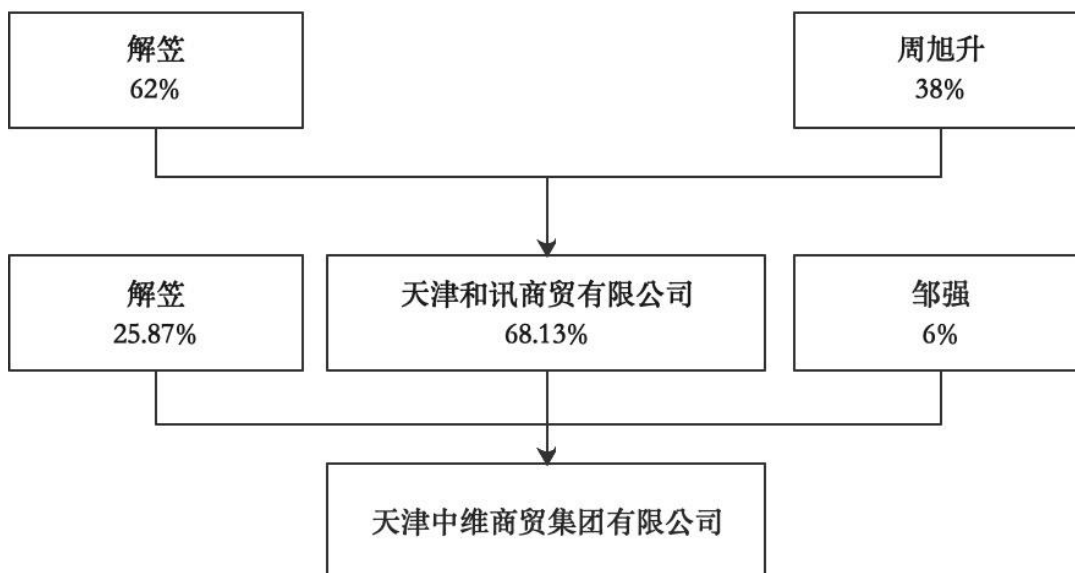 解笠
62%
周旭升
38%
解笠
25.87%
天津和讯商贸有限公司
68.13%
邹强
6%
天津中维商贸集团有限公司